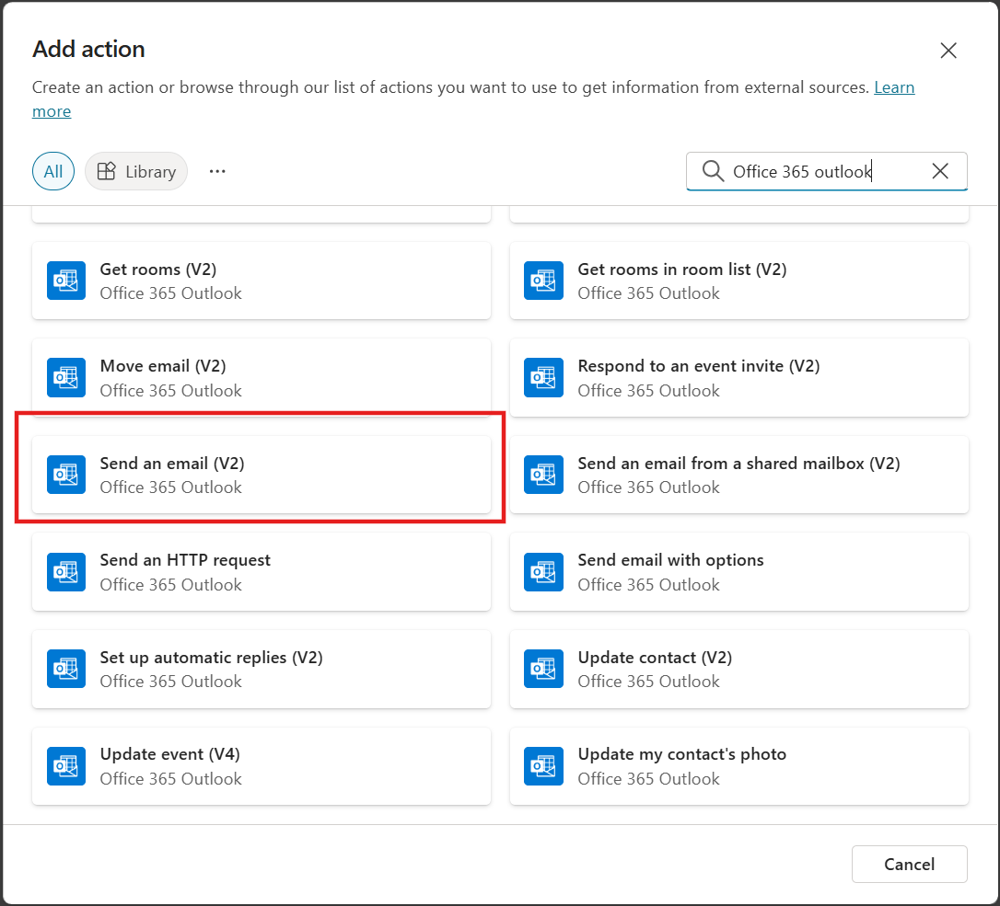 Add action
Create an action or browse through our list of actions you want to use to get information from external sources. Learn
more
All
Library
Office 365 outlook
Get rooms (V2)
Office 365 Outlook
Get rooms in room list (V2)
Office 365 Outlook
Move email (V2)
Office 365 Outlook
Respond to an event invite (V2)
Office 365 Outlook
Send an email (V2)
Office 365 Outlook
Send an email from a shared mailbox (V2)
Office 365 Outlook
Send an HTTP request
Office 365 Outlook
Send email with options
Office 365 Outlook
Set up automatic replies (V2)
Office 365 Outlook
Update contact (V2)
Office 365 Outlook
Update event (V4)
Office 365 Outlook
Update my contact's photo
Office 365 Outlook
Cancel